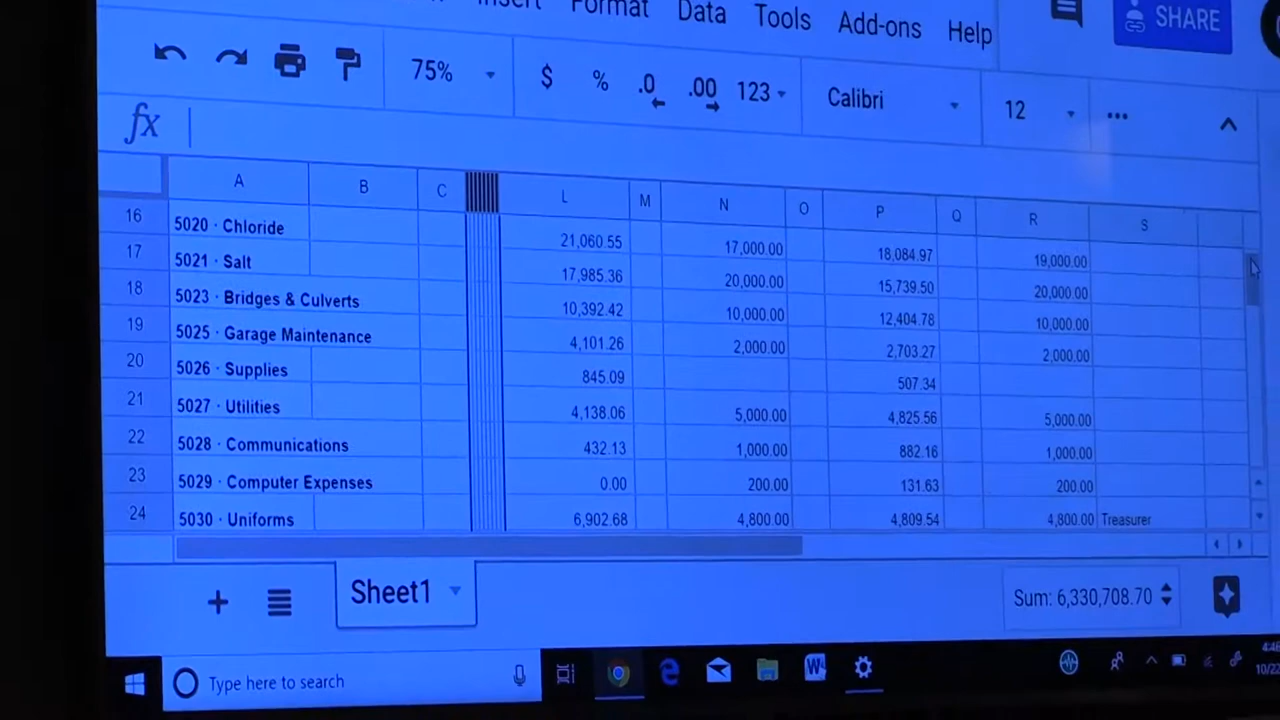 Insert Format Data Tools Add-ons Help SHARE
75% $ % .0 .00 123 Calibri 12 ...
fx
A B C L M N O P Q R S
16 5020 · Chloride 21,060.55 17,000.00 18,084.97 19,000.00
17 5021 · Salt 17,985.36 20,000.00 15,739.50 20,000.00
18 5023 · Bridges & Culverts 10,392.42 10,000.00 12,404.78 10,000.00
19 5025 · Garage Maintenance 4,101.26 2,000.00 2,703.27 2,000.00
20 5026 · Supplies 845.09 507.34
21 5027 · Utilities 4,138.06 5,000.00 4,825.56 5,000.00
22 5028 · Communications 432.13 1,000.00 882.16 1,000.00
23 5029 · Computer Expenses 0.00 200.00 131.63 200.00
24 5030 · Uniforms 6,902.68 4,800.00 4,809.54 4,800.00 Treasurer
+ Sheet1 Sum: 6,330,708.70
Type here to search